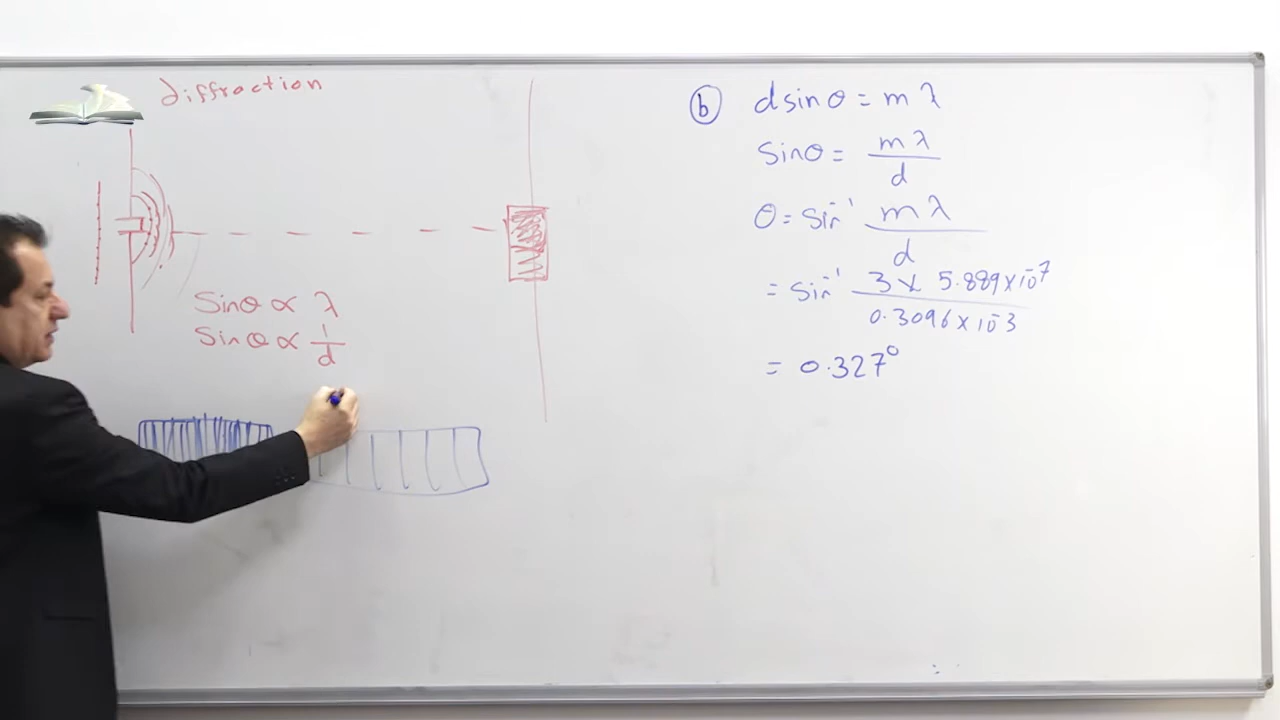 diffraction
Sinθ ∝ λ
Sinθ ∝ 1/d
ⓑ dsinθ = mλ
Sinθ = mλ/d
θ = Sin⁻¹ mλ/d
= Sin⁻¹ 3 × 5.889×10⁻⁷/0.3096×10⁻3
= 0.327°